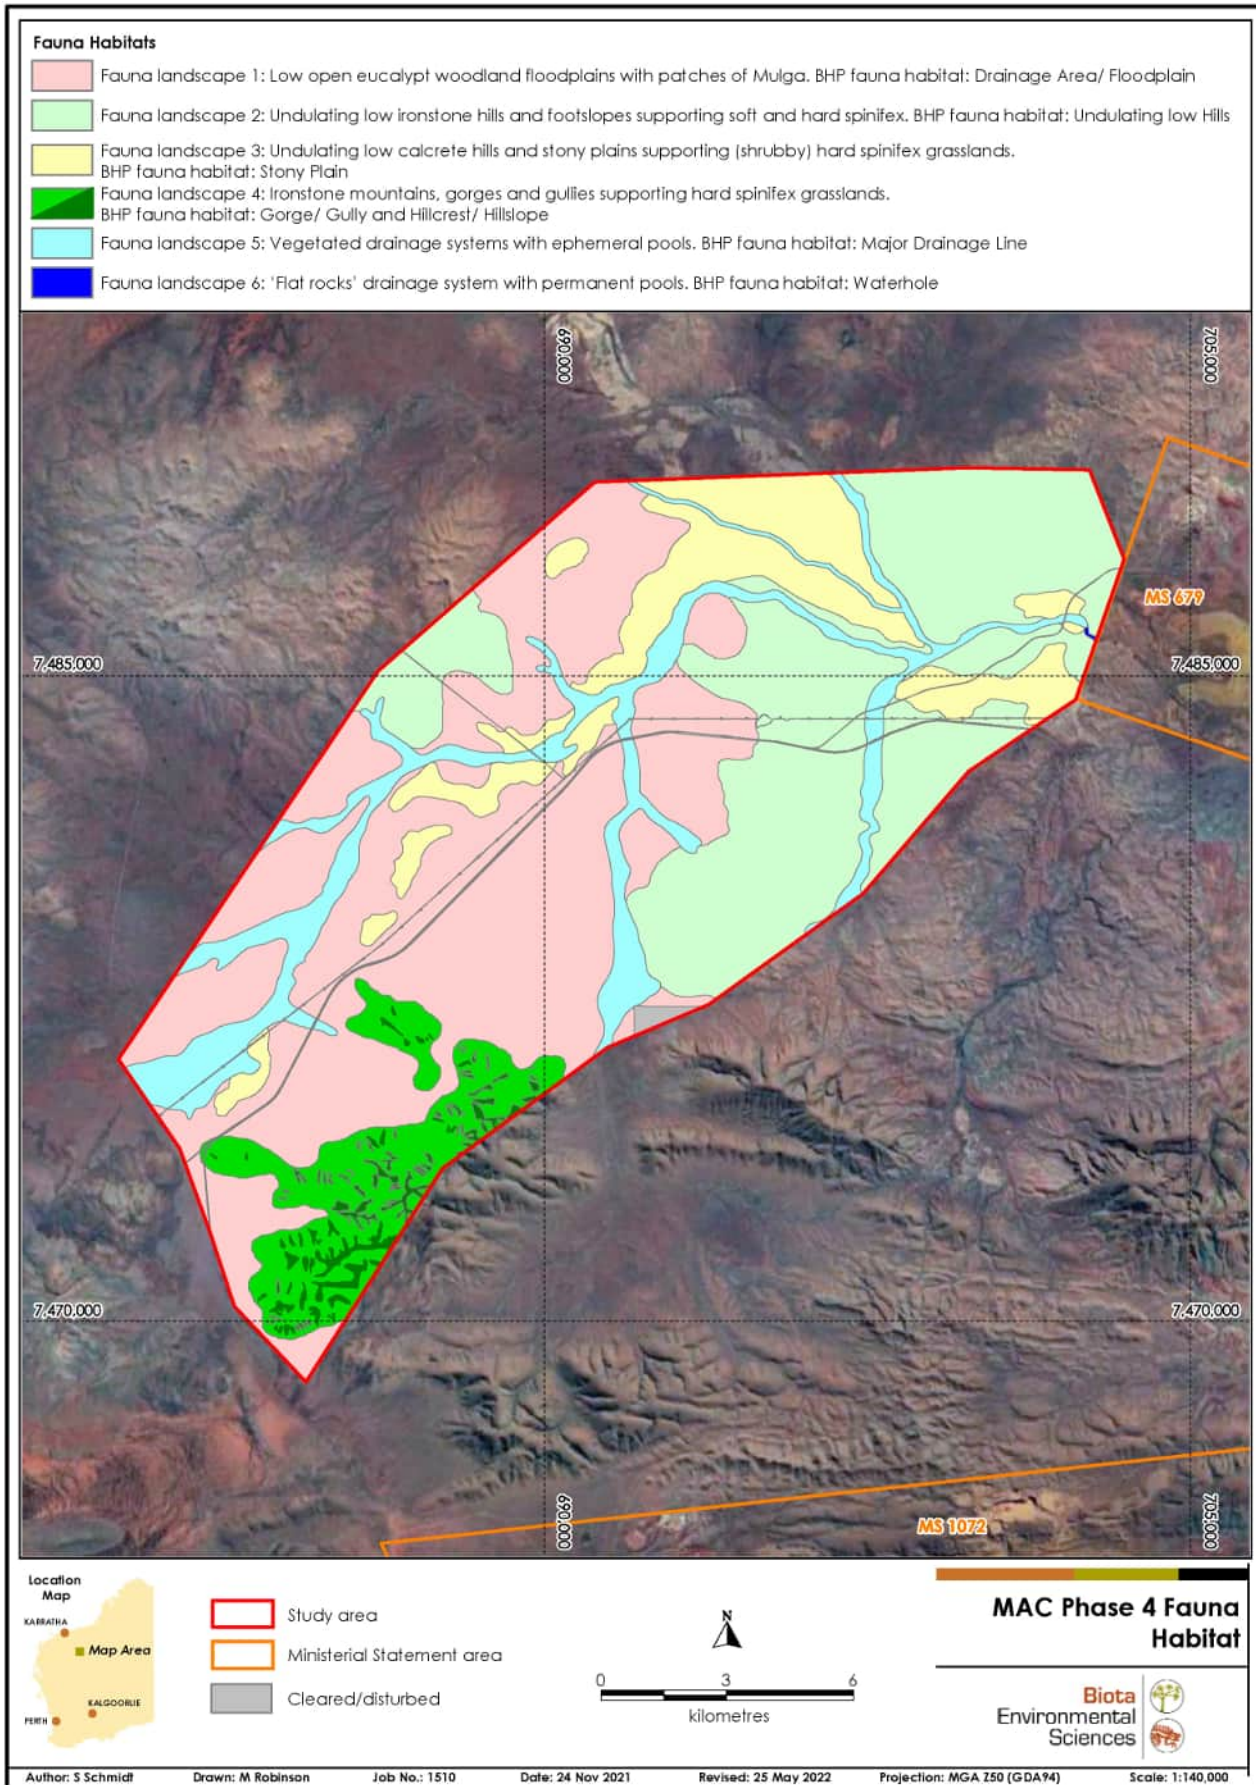 Fauna Habitats
Fauna landscape 1: Low open eucalypt woodland floodplains with patches of Mulga. BHP fauna habitat: Drainage Area/ Floodplain
Fauna landscape 2: Undulating low ironstone hills and footslopes supporting soft and hard spinifex. BHP fauna habitat: Undulating low Hills
Fauna landscape 3: Undulating low calcrete hills and stony plains supporting (shrubby) hard spinifex grasslands.
BHP fauna habitat: Stony Plain
Fauna landscape 4: Ironstone mountains, gorges and gullies supporting hard spinifex grasslands.
BHP fauna habitat: Gorge/ Gully and Hillcrest/ Hillslope
Fauna landscape 5: Vegetated drainage systems with ephemeral pools. BHP fauna habitat: Major Drainage Line
Fauna landscape 6: 'Flat rocks' drainage system with permanent pools. BHP fauna habitat: Waterhole
690,000
705,000
MS 679
7,485,000
7,485,000
7,470,000
7,470,000
690,000
705,000
MS 1072
Location
Map
KARRATHA
Map Area
KALGOORLIE
PERTH
Study area
Ministerial Statement area
Cleared/disturbed
N
0 3 6
kilometres
MAC Phase 4 Fauna
Habitat
Biota
Environmental
Sciences
Author: S Schmidt Drawn: M Robinson Job No.: 1510 Date: 24 Nov 2021 Revised: 25 May 2022 Projection: MGA Z50 (GDA94) Scale: 1:140,000